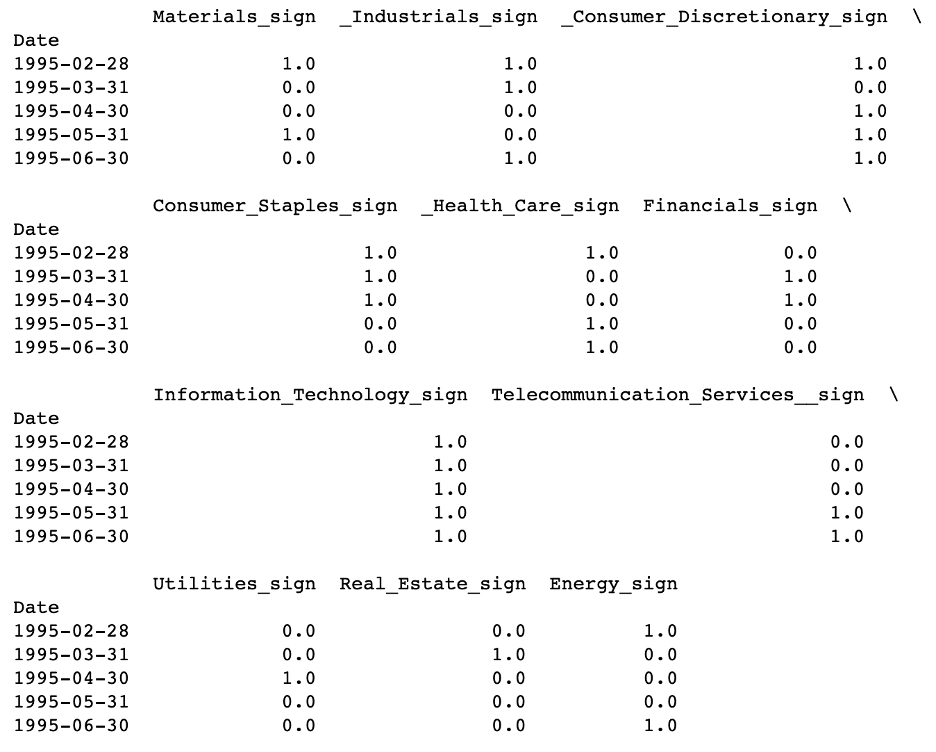 Materials_sign  _Industrials_sign  _Consumer_Discretionary_sign  \
Date
1995-02-28             1.0                1.0                           1.0
1995-03-31             0.0                1.0                           0.0
1995-04-30             0.0                0.0                           1.0
1995-05-31             1.0                0.0                           1.0
1995-06-30             0.0                1.0                           1.0
Consumer_Staples_sign  _Health_Care_sign  Financials_sign  \
Date
1995-02-28                    1.0                1.0              0.0
1995-03-31                    1.0                0.0              1.0
1995-04-30                    1.0                0.0              1.0
1995-05-31                    0.0                1.0              0.0
1995-06-30                    0.0                1.0              0.0
Information_Technology_sign  Telecommunication_Services__sign  \
Date
1995-02-28                          1.0                               0.0
1995-03-31                          1.0                               0.0
1995-04-30                          1.0                               0.0
1995-05-31                          1.0                               1.0
1995-06-30                          1.0                               1.0
Utilities_sign  Real_Estate_sign  Energy_sign
Date
1995-02-28             0.0               0.0          1.0
1995-03-31             0.0               1.0          0.0
1995-04-30             1.0               0.0          0.0
1995-05-31             0.0               0.0          0.0
1995-06-30             0.0               0.0          1.0